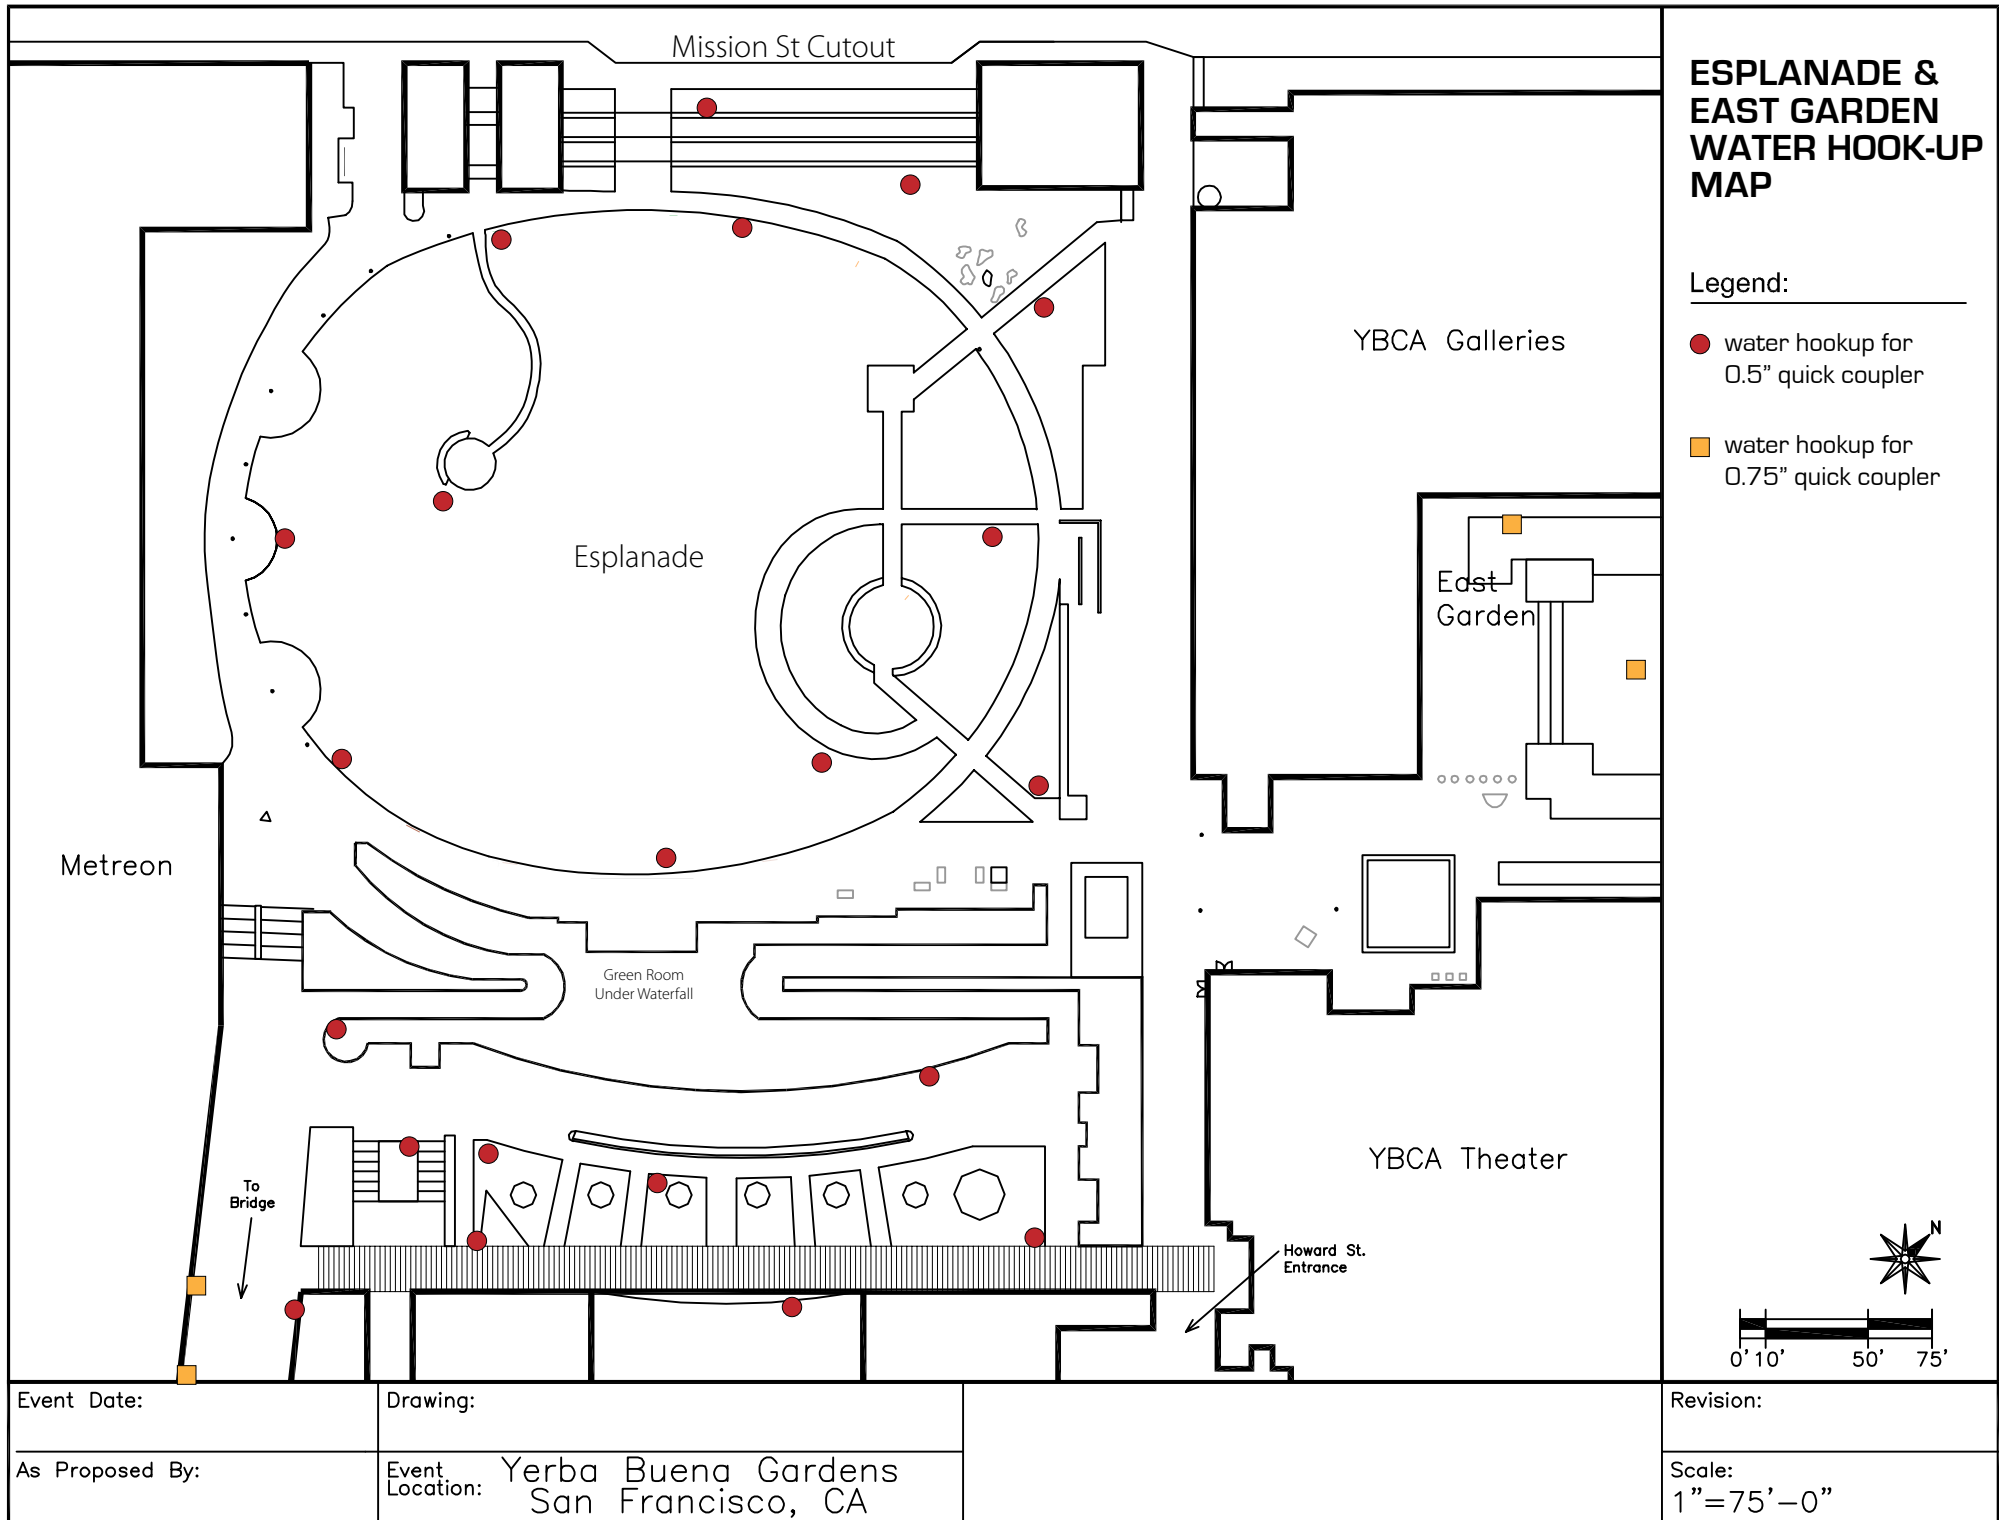 Mission St Cutout
ESPLANADE &
EAST GARDEN
WATER HOOK-UP
MAP
Legend:
water hookup for
0.5” quick coupler
water hookup for
0.75” quick coupler
YBCA Galleries
Esplanade
East
Garden
Metreon
Green Room
Under Waterfall
YBCA Theater
To
Bridge
Howard St.
Entrance
N
0' 10' 50' 75'
Event Date:
Drawing:
Revision:
As Proposed By:
Event
Location:
Yerba Buena Gardens
San Francisco, CA
Scale:
1”=75’-0”